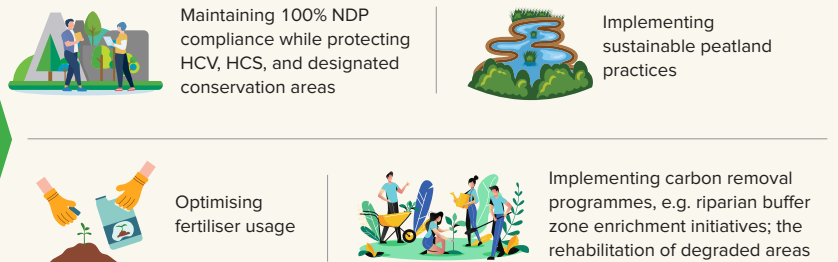 Maintaining 100% NDP
compliance while protecting
HCV, HCS, and designated
conservation areas
Implementing
sustainable peatland
practices
Optimising
fertiliser usage
Implementing carbon removal
programmes, e.g. riparian buffer
zone enrichment initiatives; the
rehabilitation of degraded areas